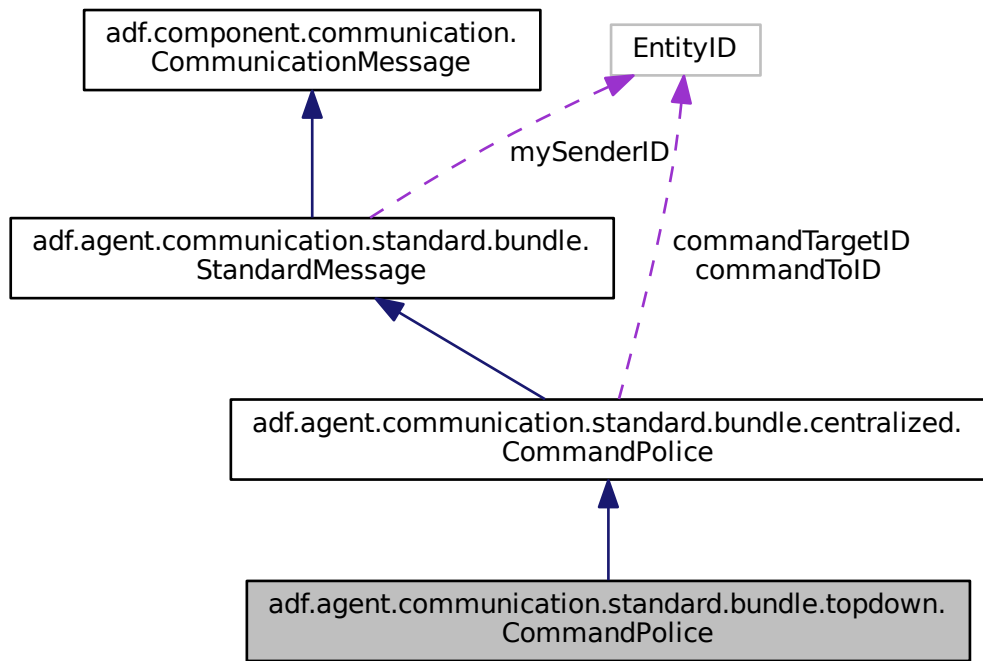 adf.component.communication.
CommunicationMessage
EntityID
mySenderID
adf.agent.communication.standard.bundle.
StandardMessage
commandTargetID
commandToID
adf.agent.communication.standard.bundle.centralized.
CommandPolice
adf.agent.communication.standard.bundle.topdown.
CommandPolice